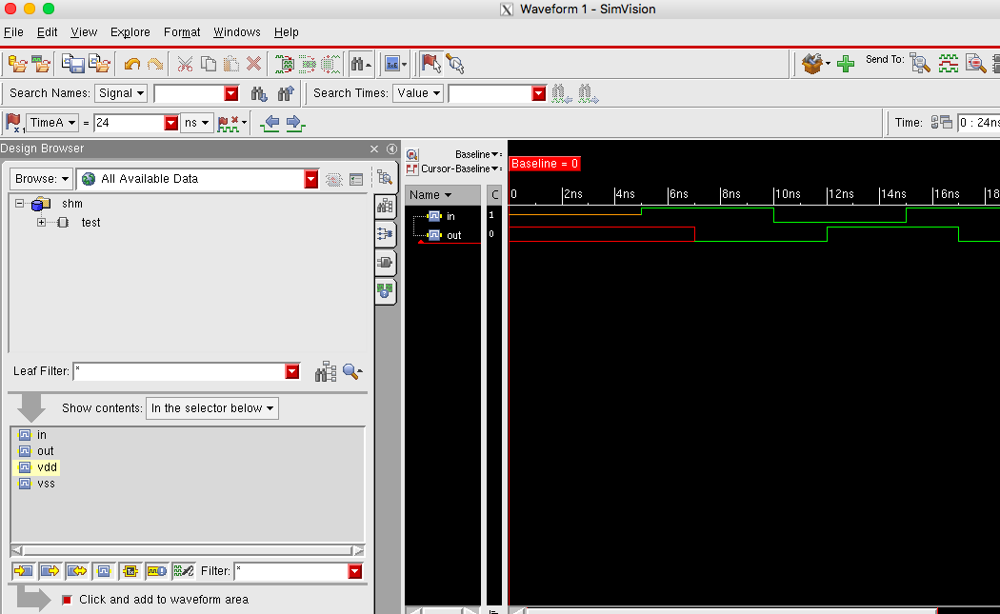 Waveform 1 - SimVision
File Edit View Explore Format Windows Help
Send To:
Search Names: Signal Search Times: Value
TimeA = 24 ns Time: 0 : 24ns
Design Browser
Baseline = 0
Baseline
Cursor-Baseline
Browse: All Available Data
Name C
0 2ns 4ns 6ns 8ns 10ns 12ns 14ns 16ns 18
shm
test
in 1
out 0
Leaf Filter: *
Show contents: In the selector below
in
out
vdd
vss
Filter: *
Click and add to waveform area